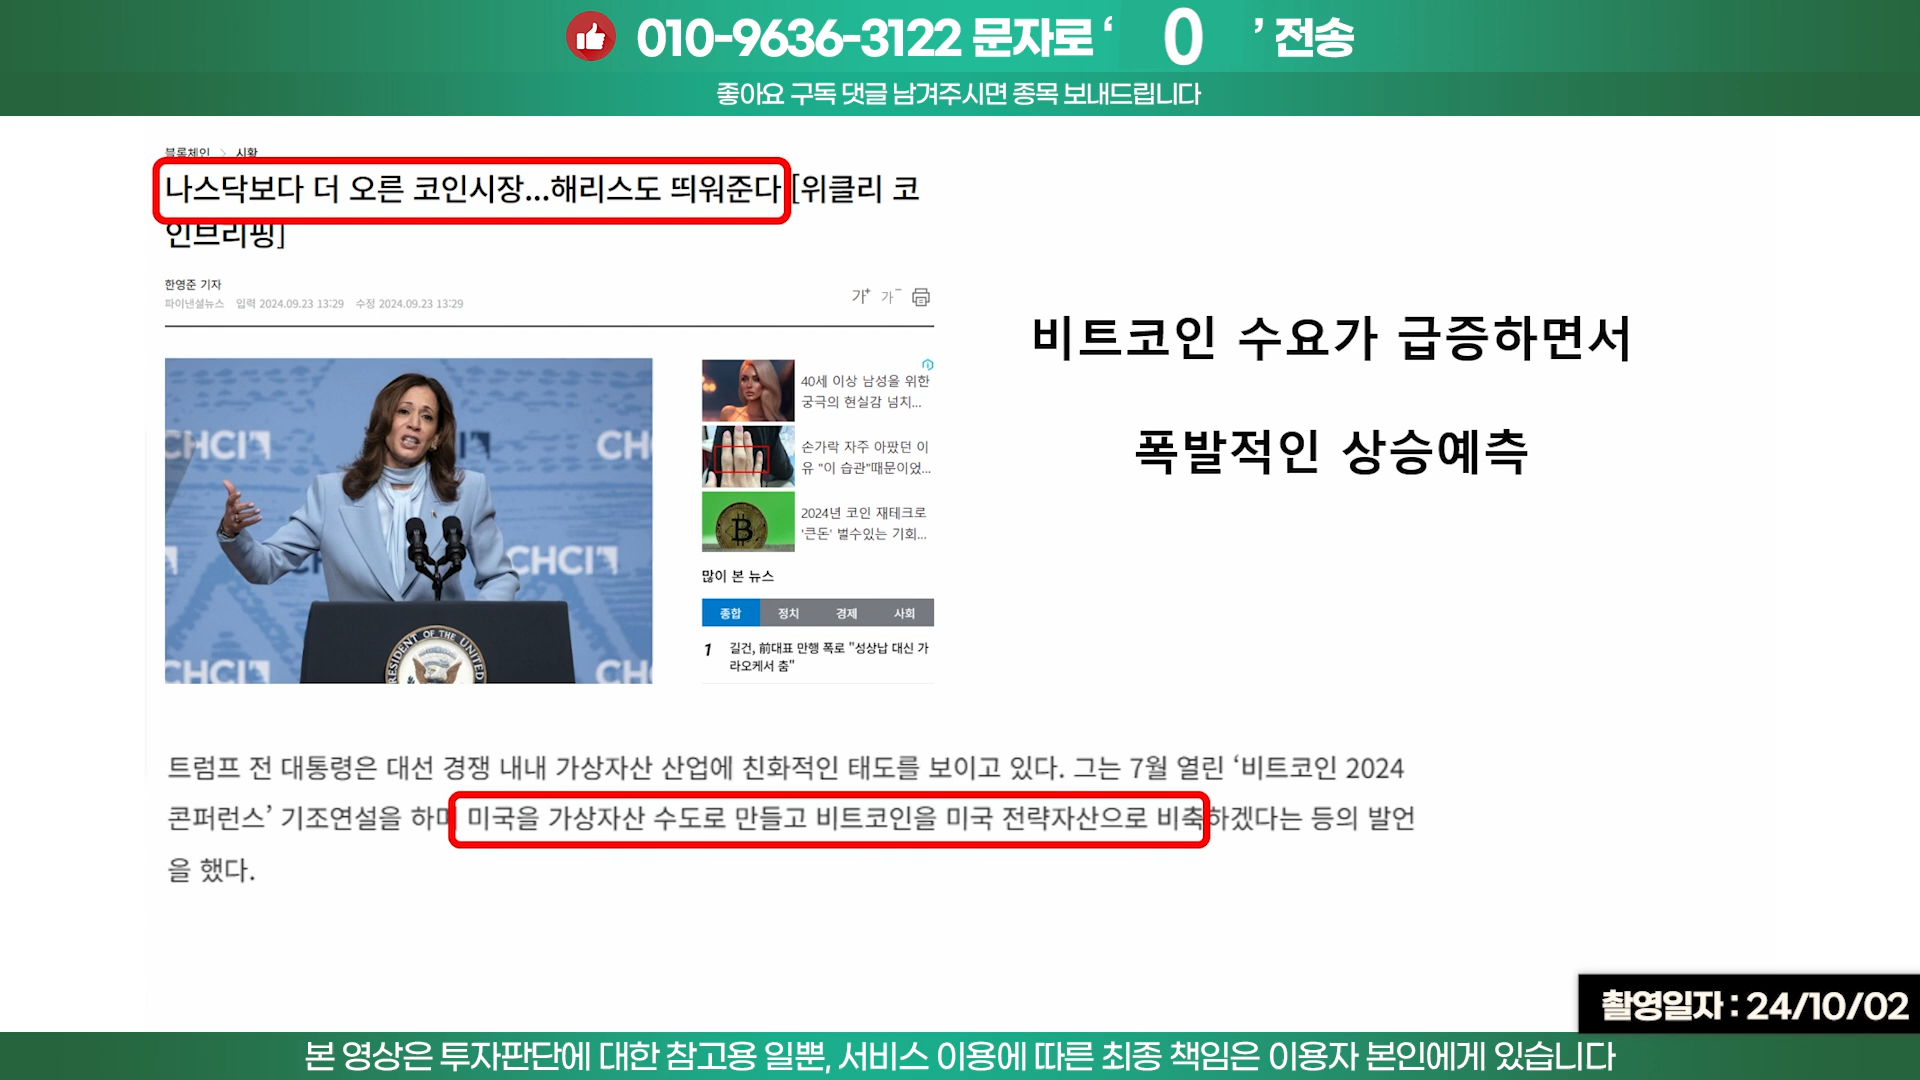 010-9636-3122 문자로 ‘ 0 ’ 전송
좋아요 구독 댓글 남겨주시면 종목 보내드립니다
블록체인 > 시황
나스닥보다 더 오른 코인시장...해리스도 띄워준다 [위클리 코
인브리핑]
한영준 기자
파이낸셜뉴스 입력 2024.09.23 13:29 수정 2024.09.23 13:29
가+ 가-
비트코인 수요가 급증하면서
폭발적인 상승예측
CHCI
CHCI
CHCI
CHCI
CHCI
PRESIDENT OF THE UNITED
40세 이상 남성을 위한
궁극의 현실감 넘치...
손가락 자주 아팠던 이
유 "이 습관"때문이었...
2024년 코인 재테크로
'큰돈' 벌수있는 기회...
많이 본 뉴스
종합 정치 경제 사회
1 길건, 前대표 만행 폭로 "성상납 대신 가
라오케서 춤"
트럼프 전 대통령은 대선 경쟁 내내 가상자산 산업에 친화적인 태도를 보이고 있다. 그는 7월 열린 ‘비트코인 2024
콘퍼런스’ 기조연설을 하며 미국을 가상자산 수도로 만들고 비트코인을 미국 전략자산으로 비축하겠다는 등의 발언
을 했다.
촬영일자 : 24/10/02
본 영상은 투자판단에 대한 참고용 일뿐, 서비스 이용에 따른 최종 책임은 이용자 본인에게 있습니다